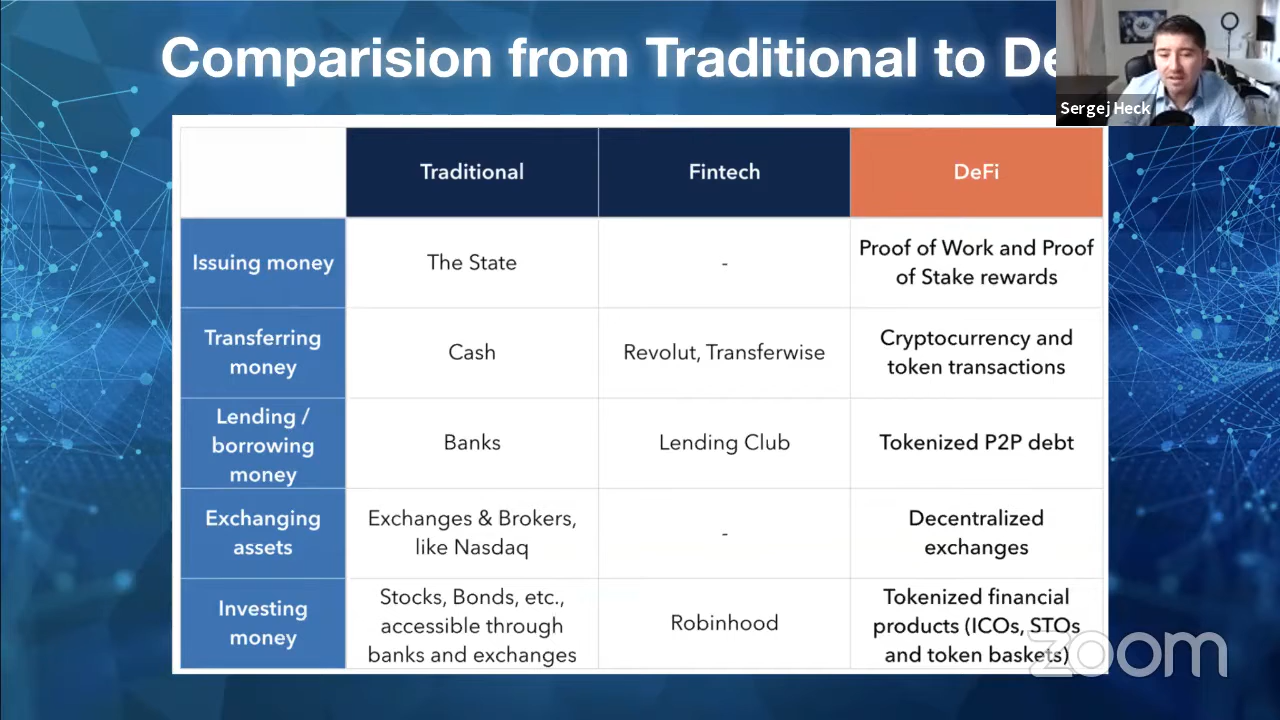 Comparision from Traditional to De
Sergej Heck
Traditional
Fintech
DeFi
Issuing money
The State
-
Proof of Work and Proof
of Stake rewards
Transferring
money
Cash
Revolut, Transferwise
Cryptocurrency and
token transactions
Lending /
borrowing
money
Banks
Lending Club
Tokenized P2P debt
Exchanging
assets
Exchanges & Brokers,
like Nasdaq
-
Decentralized
exchanges
Investing
money
Stocks, Bonds, etc.,
accessible through
banks and exchanges
Robinhood
Tokenized financial
products (ICOs, STOs
and token baskets)
zoom